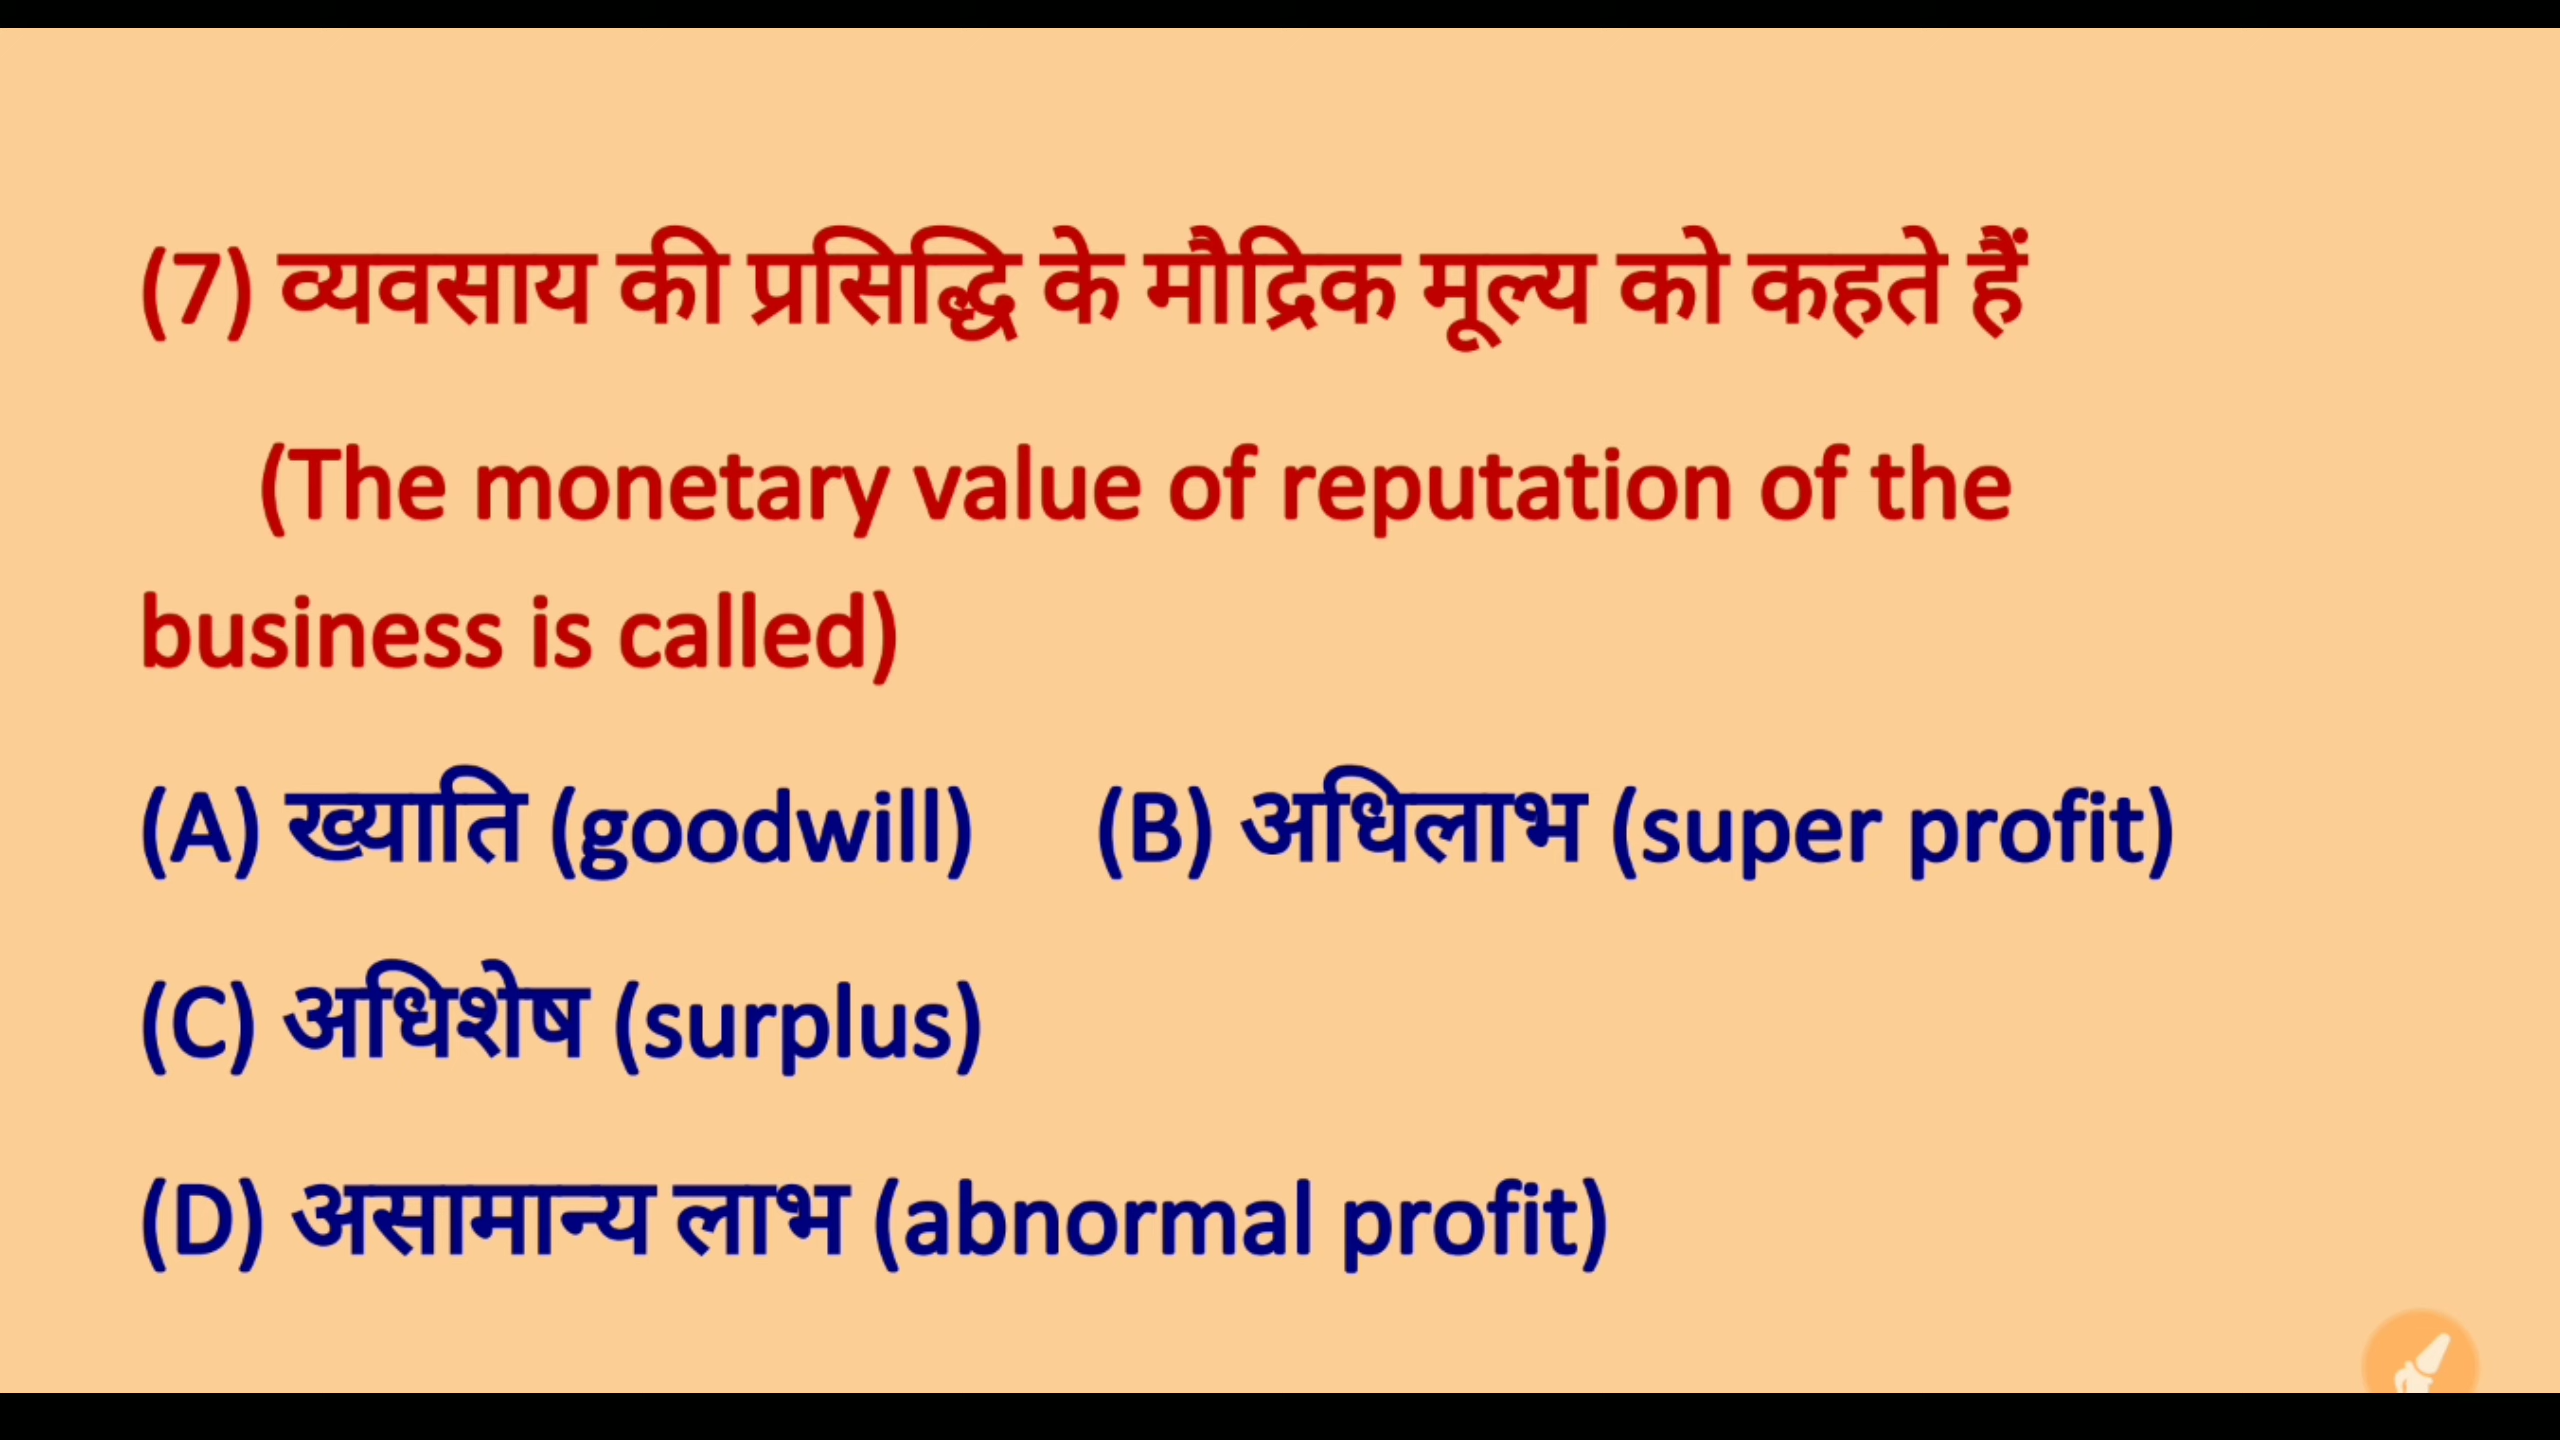 (7) व्यवसाय की प्रसिद्धि के मौद्रिक मूल्य को कहते हैं
(The monetary value of reputation of the
business is called)
(A) ख्याति (goodwill) (B) अधिलाभ (super profit)
(C) अधिशेष (surplus)
(D) असामान्य लाभ (abnormal profit)